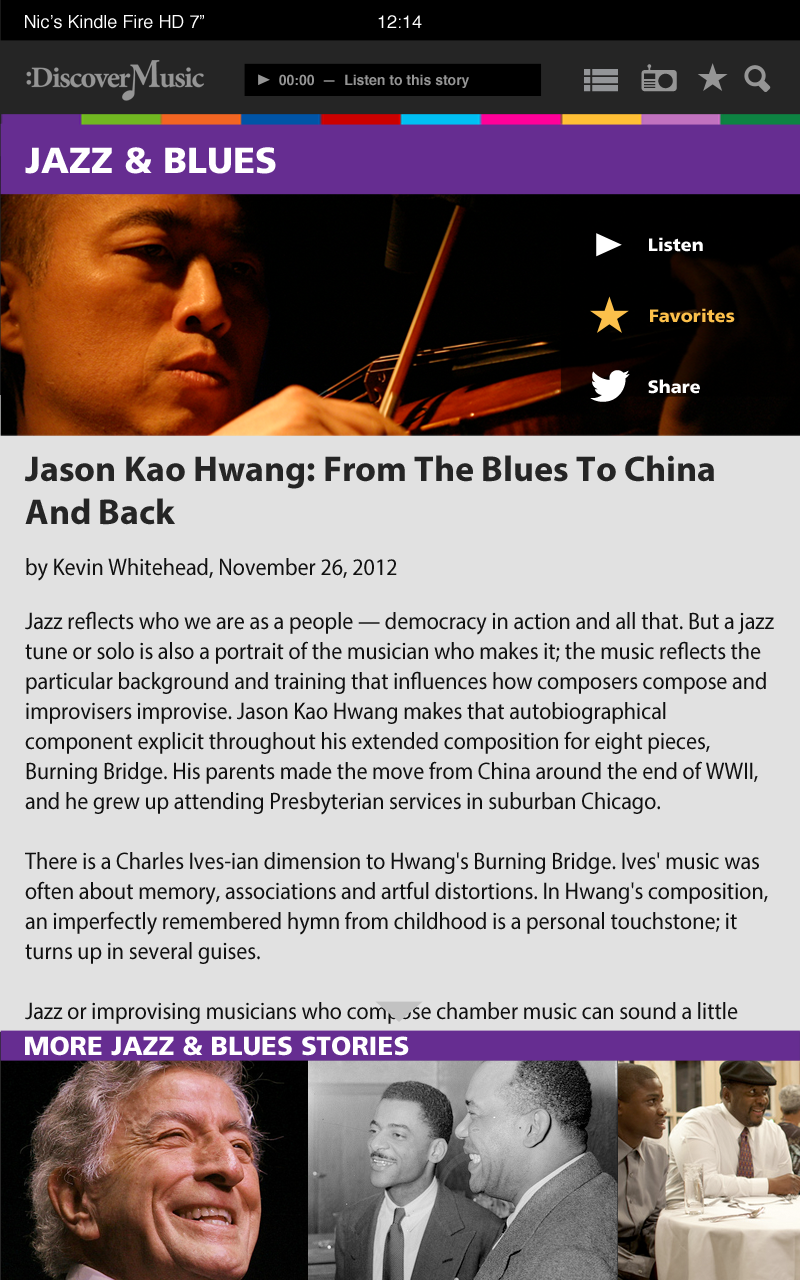 Nic’s Kindle Fire HD 7” 12:14
:DiscoverMusic 00:00 — Listen to this story
JAZZ & BLUES
Listen
Favorites
Share
Jason Kao Hwang: From The Blues To China
And Back
by Kevin Whitehead, November 26, 2012
Jazz reflects who we are as a people — democracy in action and all that. But a jazz
tune or solo is also a portrait of the musician who makes it; the music reflects the
particular background and training that influences how composers compose and
improvisers improvise. Jason Kao Hwang makes that autobiographical
component explicit throughout his extended composition for eight pieces,
Burning Bridge. His parents made the move from China around the end of WWII,
and he grew up attending Presbyterian services in suburban Chicago.
There is a Charles Ives-ian dimension to Hwang's Burning Bridge. Ives' music was
often about memory, associations and artful distortions. In Hwang's composition,
an imperfectly remembered hymn from childhood is a personal touchstone; it
turns up in several guises.
Jazz or improvising musicians who compose chamber music can sound a little
MORE JAZZ & BLUES STORIES